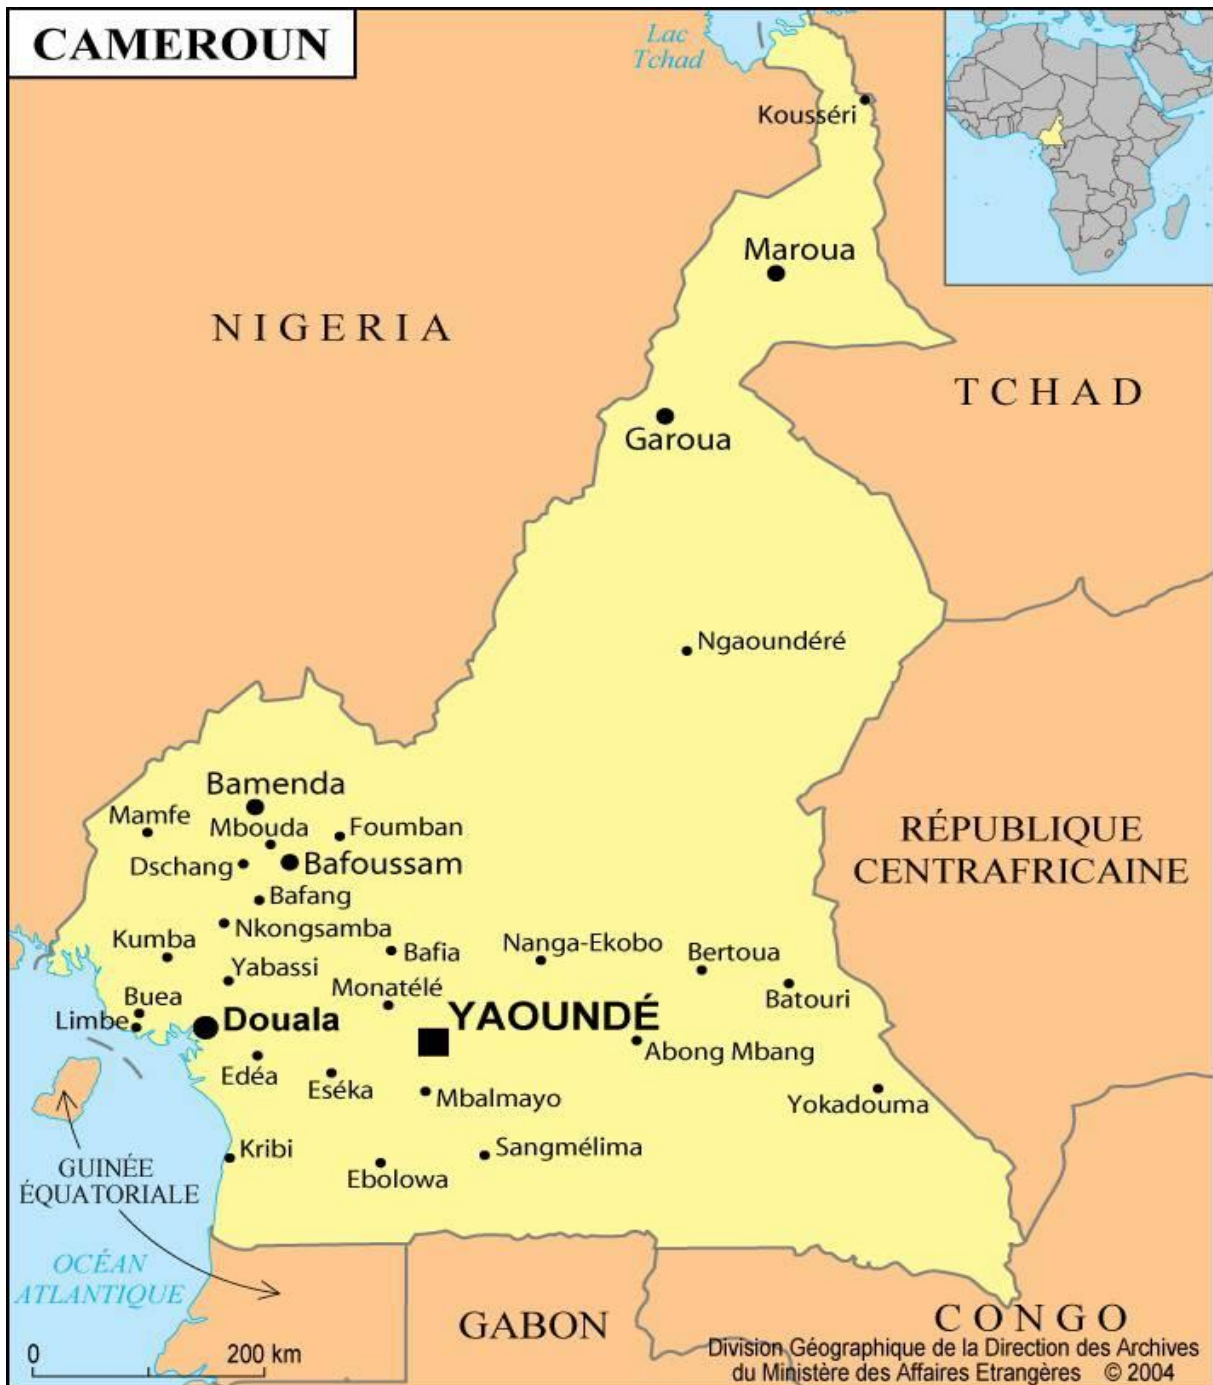 CAMEROUN
Lac
Tchad
Kousséri
Maroua
NIGERIA
TCHAD
Garoua
Ngaoundéré
Bamenda
Mamfe
Mbouda
Foumban
Dschang
Bafoussam
RÉPUBLIQUE
CENTRAFRICAINE
Bafang
Nkongsamba
Kumba
Bafia
Nanga-Ekobo
Bertoua
Yabassi
Monatélé
Batouri
Buea
Limbe
Douala
YAOUNDÉ
Abong Mbang
Edéa
Eséka
Mbalmayo
Yokadouma
Kribi
Sangmélima
Ebolowa
GUINÉE
ÉQUATORIALE
OCÉAN
ATLANTIQUE
GABON
CONGO
0
200 km
Division Géographique de la Direction des Archives
du Ministère des Affaires Etrangères © 2004